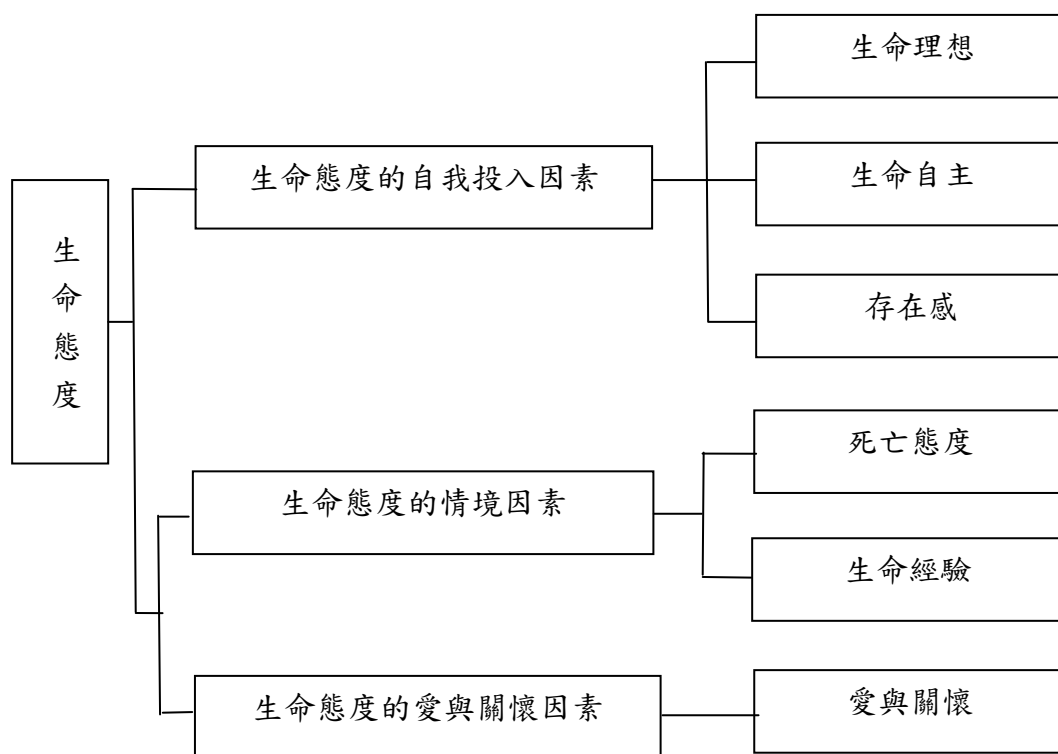 生命態度
生命態度的自我投入因素
生命理想
生命自主
存在感
生命態度的情境因素
死亡態度
生命經驗
生命態度的愛與關懷因素
愛與關懷